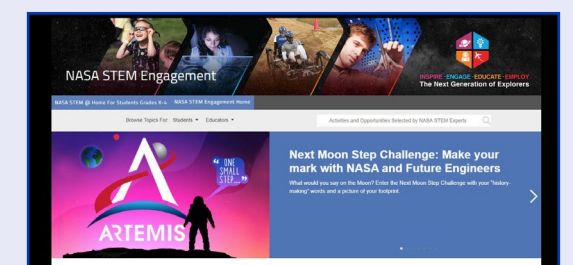 NASA STEM Engagement
INSPIRE · ENGAGE · EDUCATE · EMPLOY
The Next Generation of Explorers
NASA STEM @ Home For Students Grades K-4 NASA STEM Engagement Home
Browse Topics For: Students Educators
Activities and Opportunities Selected by NASA STEM Experts
"ONE
SMALL
STEP..."
ARTEMIS
Next Moon Step Challenge: Make your
mark with NASA and Future Engineers
What would you say on the Moon? Enter the Next Moon Step Challenge with your "history-
making" words and a picture of your footprint.